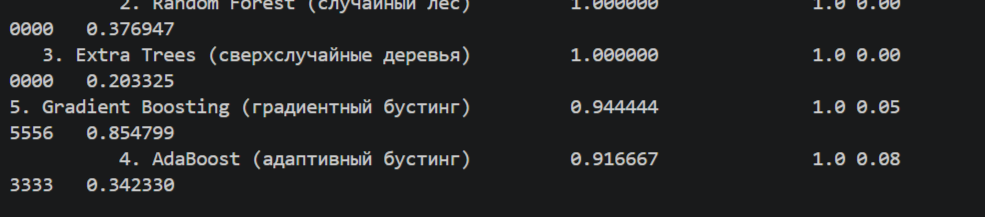 2. Random Forest (случайный лес) 1.000000 1.0 0.00
0000 0.376947
3. Extra Trees (сверхслучайные деревья) 1.000000 1.0 0.00
0000 0.203325
5. Gradient Boosting (градиентный бустинг) 0.944444 1.0 0.05
5556 0.854799
4. AdaBoost (адаптивный бустинг) 0.916667 1.0 0.08
3333 0.342330